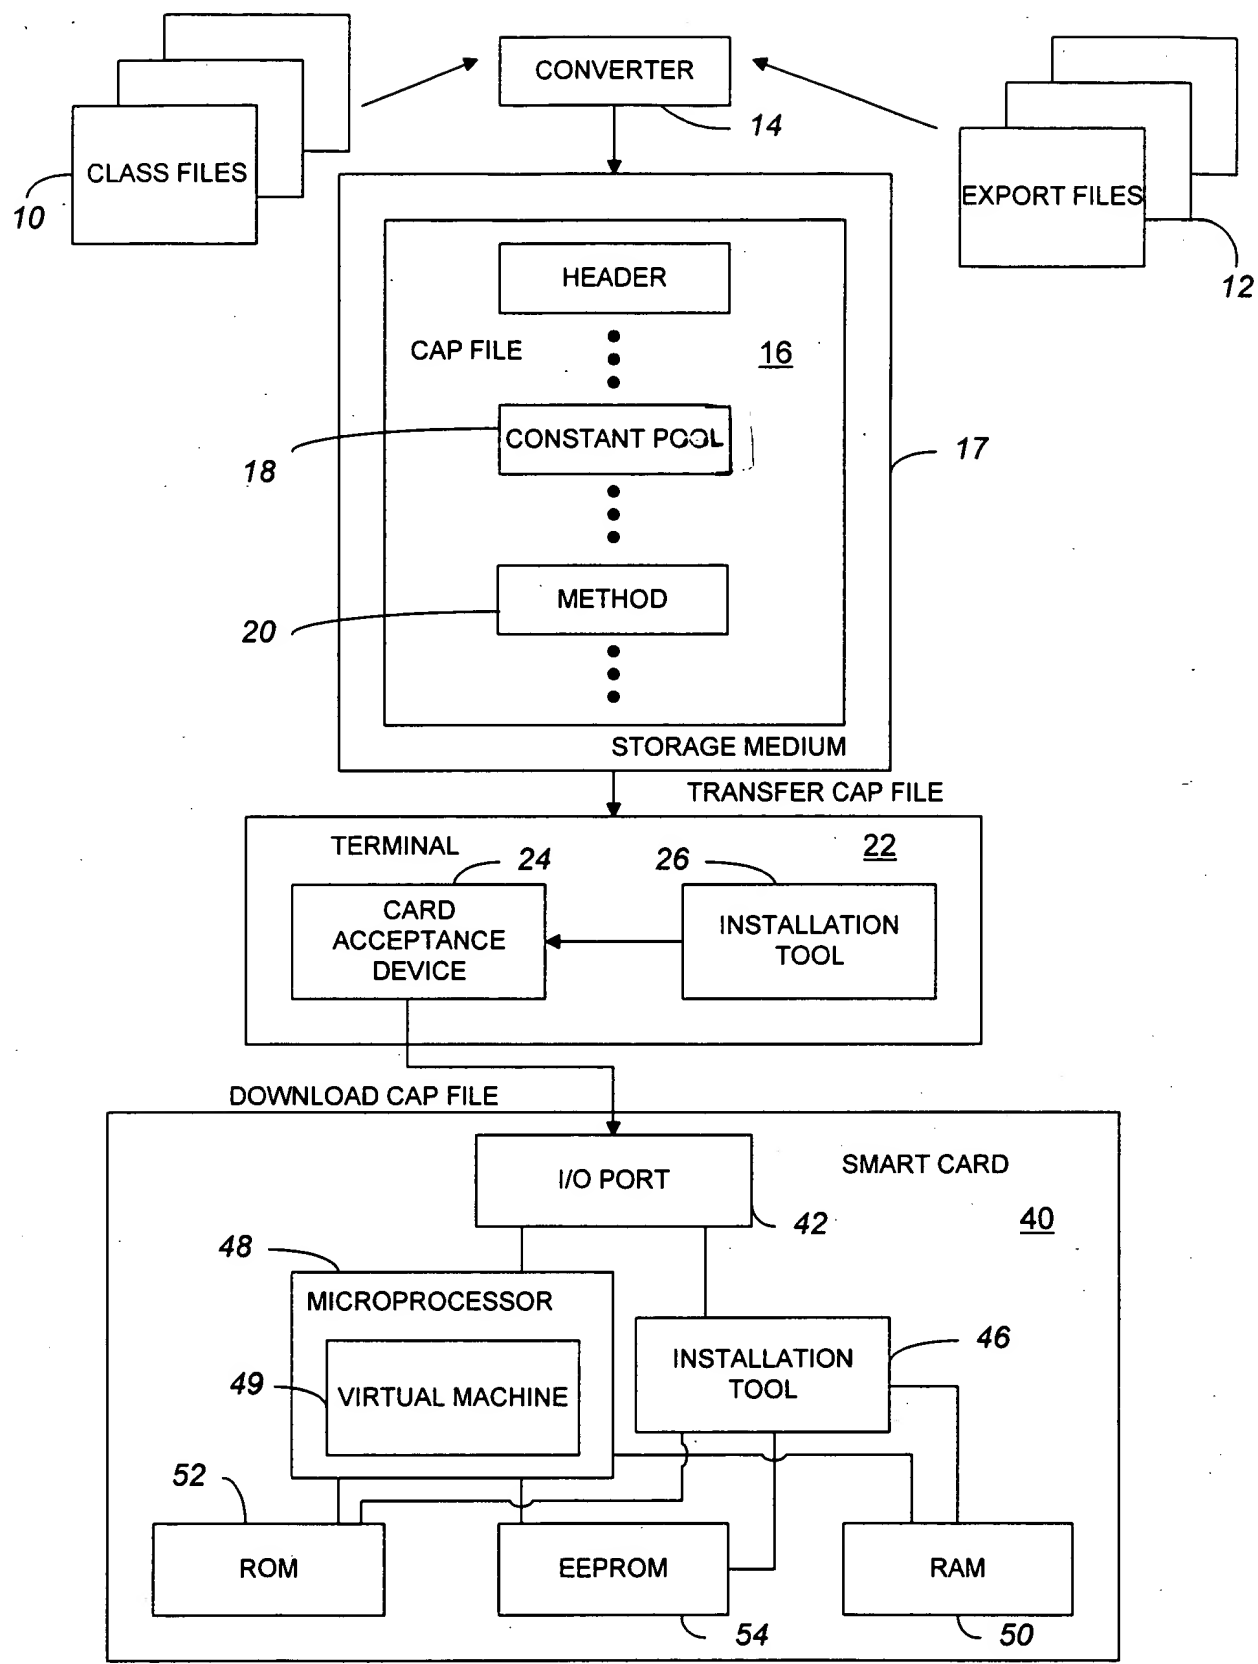 CONVERTER
14
CLASS FILES
10
EXPORT FILES
12
HEADER
CAP FILE
16
CONSTANT POOL
18
17
METHOD
20
STORAGE MEDIUM
TRANSFER CAP FILE
TERMINAL
22
24
26
CARD
ACCEPTANCE
DEVICE
INSTALLATION
TOOL
DOWNLOAD CAP FILE
I/O PORT
SMART CARD
42
40
48
MICROPROCESSOR
46
INSTALLATION
TOOL
49
VIRTUAL MACHINE
52
ROM
EEPROM
RAM
54
50